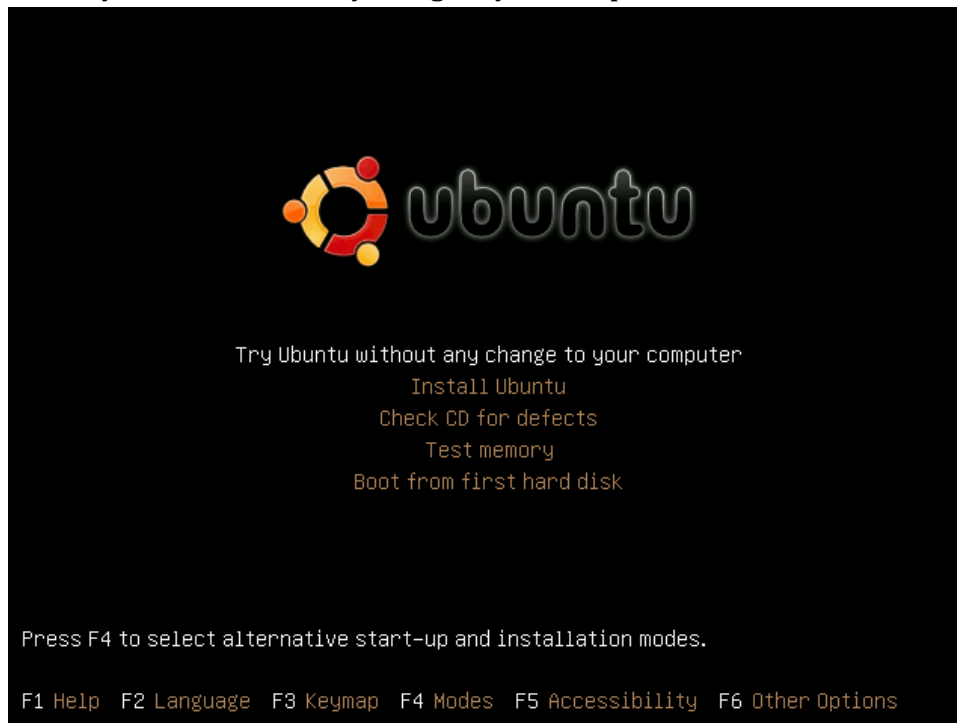 ubuntu
Try Ubuntu without any change to your computer
Install Ubuntu
Check CD for defects
Test memory
Boot from first hard disk
Press F4 to select alternative start-up and installation modes.
F1 Help F2 Language F3 Keymap F4 Modes F5 Accessibility F6 Other Options